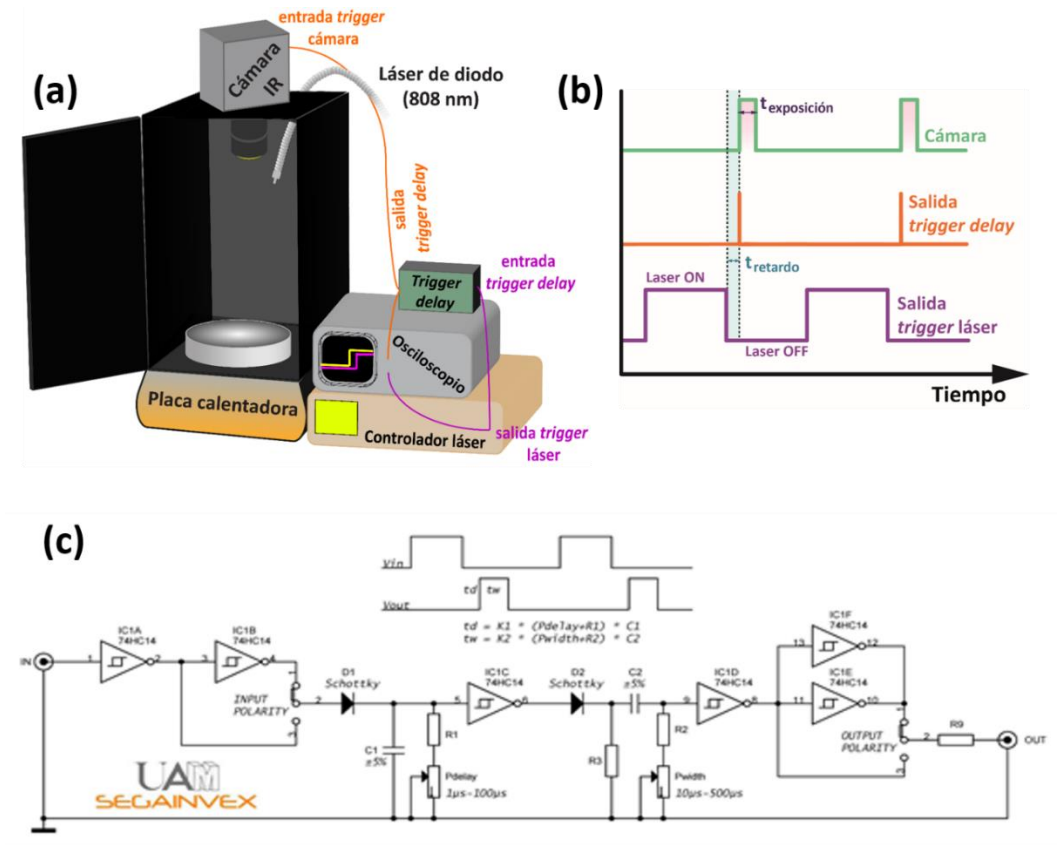 (a)
entrada trigger
cámara
Cámara
IR
Láser de diodo
(808 nm)
salida
trigger delay
entrada
trigger delay
Trigger
delay
Osciloscopio
Placa calentadora
Controlador láser
salida trigger
láser
(b)
t exposición
Cámara
Salida
trigger delay
t retardo
Laser ON
Salida
trigger láser
Laser OFF
Tiempo
(c)
Vin
td tw
Vout
td = K1 * (Pdelay+R1) * C1
tw = K2 * (Pwidth+R2) * C2
IC1F
74HC14
13 12
IC1A
74HC14
IC1B
74HC14
IC1C
74HC14
IC1D
74HC14
IC1E
74HC14
IN
1 2 3 4
1
INPUT
POLARITY
2
3
D1
Schottky
5 6
D2
Schottky
C2
±5%
9 8
11 10
1
OUTPUT
POLARITY
2
3
R9
OUT
C1
±5%
R1
Pdelay
1µs-100µs
R3
R2
Pwidth
10µs-500µs
UAM
SEGAINVEX